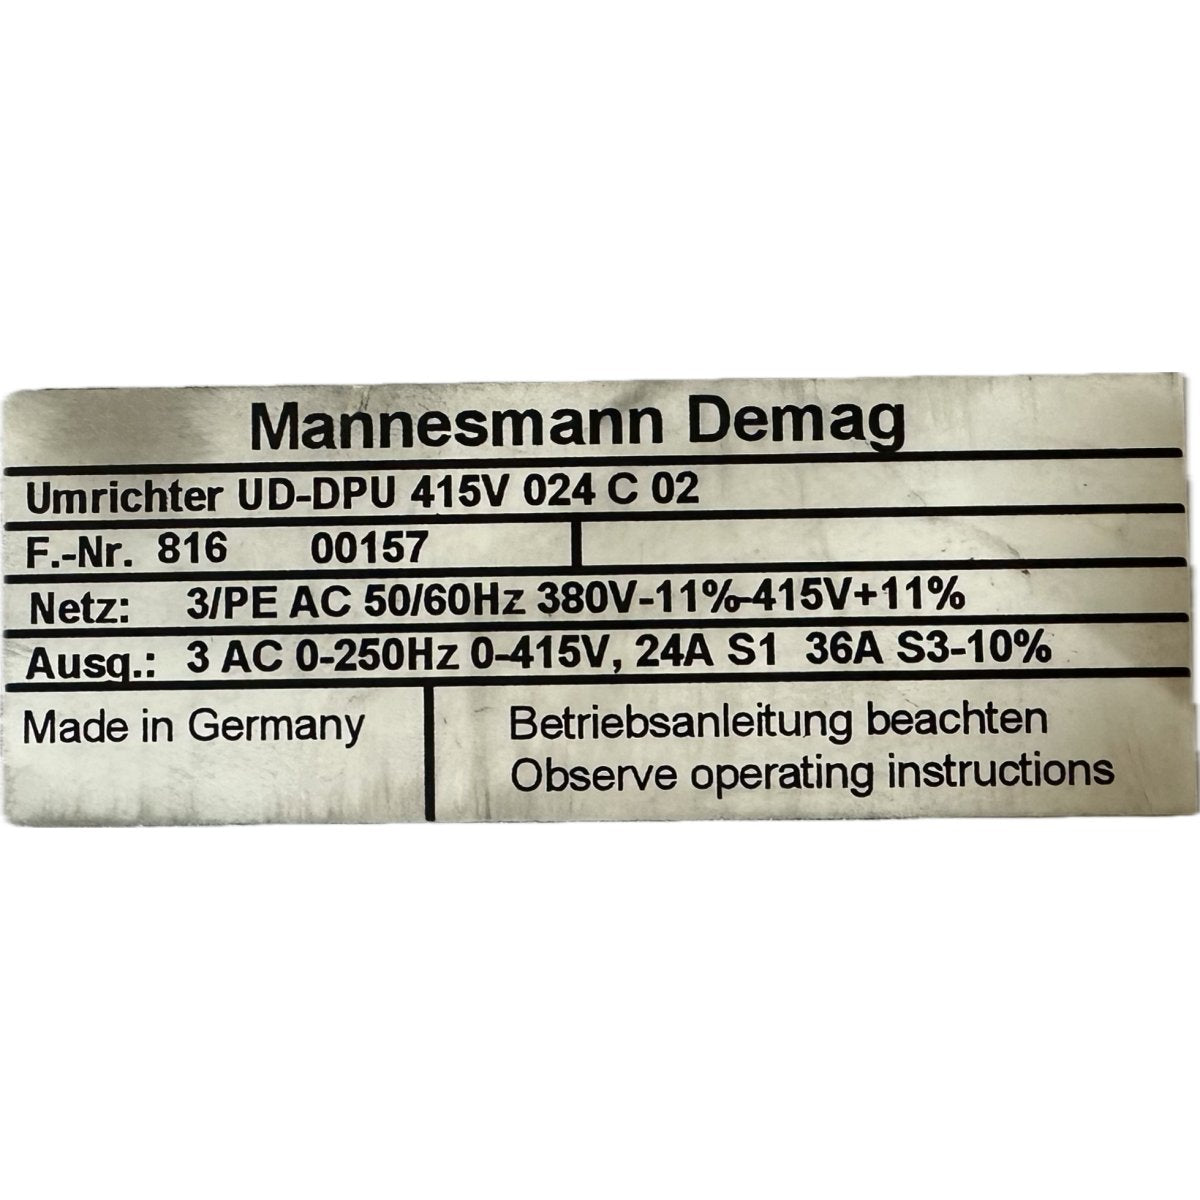 Mannesmann Demag
Umrichter UD-DPU 415V 024 C 02
F.-Nr. 816 00157
Netz: 3/PE AC 50/60Hz 380V-11%-415V+11%
Ausg.: 3 AC 0-250Hz 0-415V, 24A S1 36A S3-10%
Made in Germany
Betriebsanleitung beachten
Observe operating instructions